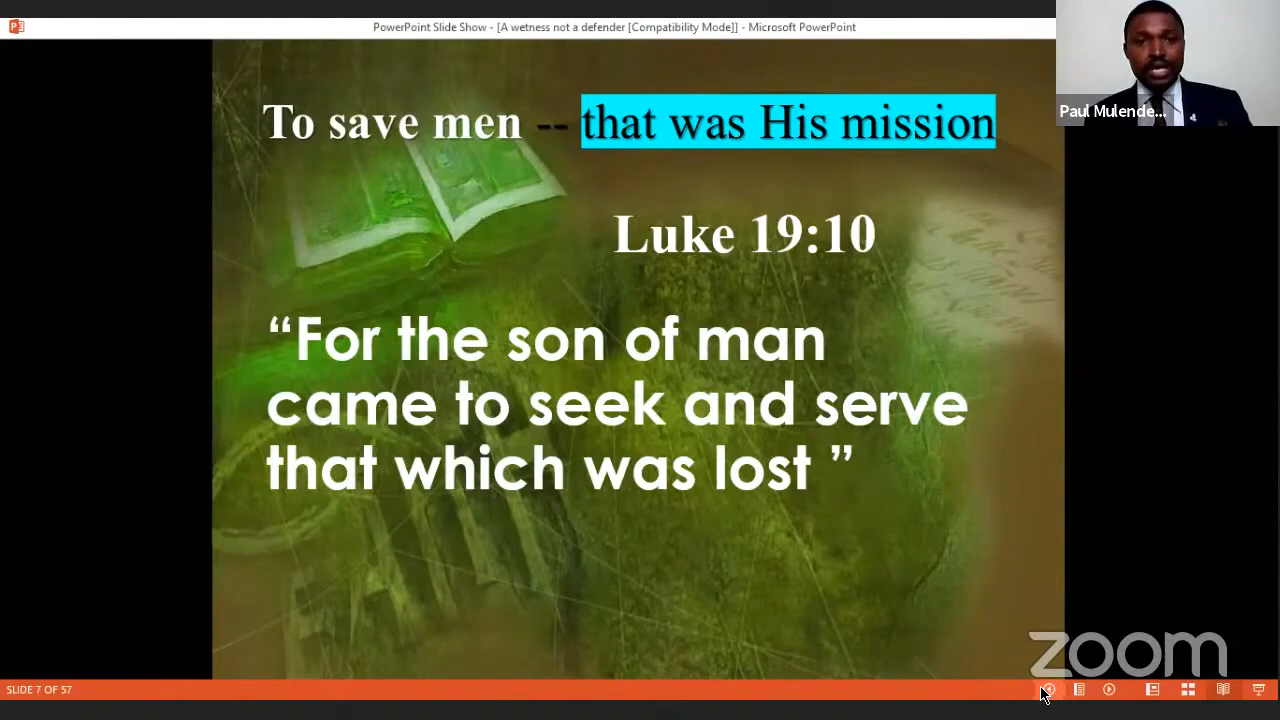 PowerPoint Slide Show - [A wetness not a defender [Compatibility Mode]] - Microsoft PowerPoint
Paul Mulende...
To save men -- that was His mission
Luke 19:10
“For the son of man
came to seek and serve
that which was lost ”
zoom
SLIDE 7 OF 57